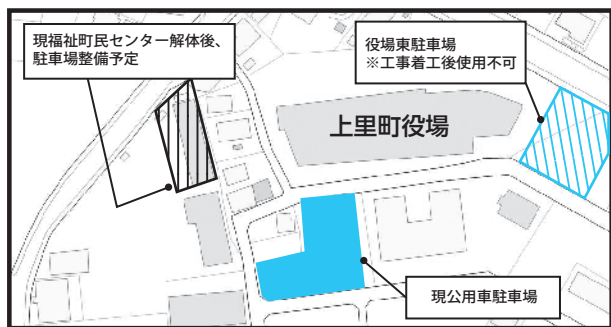 現福祉町民センター解体後、
駐車場整備予定
役場東駐車場
※工事着工後使用不可
上里町役場
現公用車駐車場